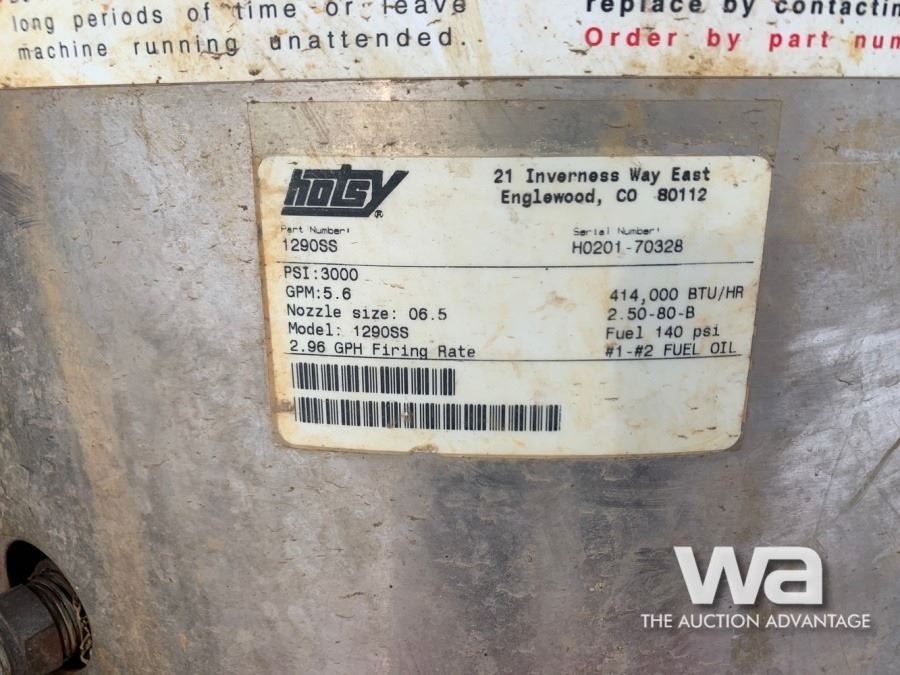 long periods of time or leave
machine running unattended.
replace by
Order by part
hotsy®
21 Inverness Way East
Englewood, CO 80112
Part Number:
1290SS
Serial Number:
H0201-70328
PSI:3000
GPM:5.6
Nozzle size: 06.5
Model: 1290SS
2.96 GPH Firing Rate
414,000 BTU/HR
2.50-80-B
Fuel 140 psi
#1-#2 FUEL OIL
wa
THE AUCTION ADVANTAGE